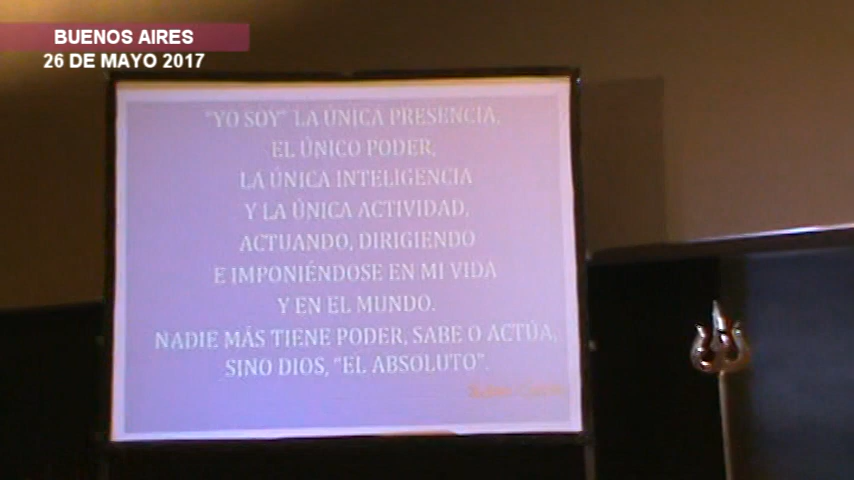 BUENOS AIRES
26 DE MAYO 2017
"YO SOY" LA ÚNICA PRESENCIA,
EL ÚNICO PODER,
LA ÚNICA INTELIGENCIA
Y LA ÚNICA ACTIVIDAD,
ACTUANDO, DIRIGIENDO
E IMPONIÉNDOSE EN MI VIDA
Y EN EL MUNDO.
NADIE MÁS TIENE PODER, SABE O ACTÚA,
SINO DIOS, "EL ABSOLUTO".